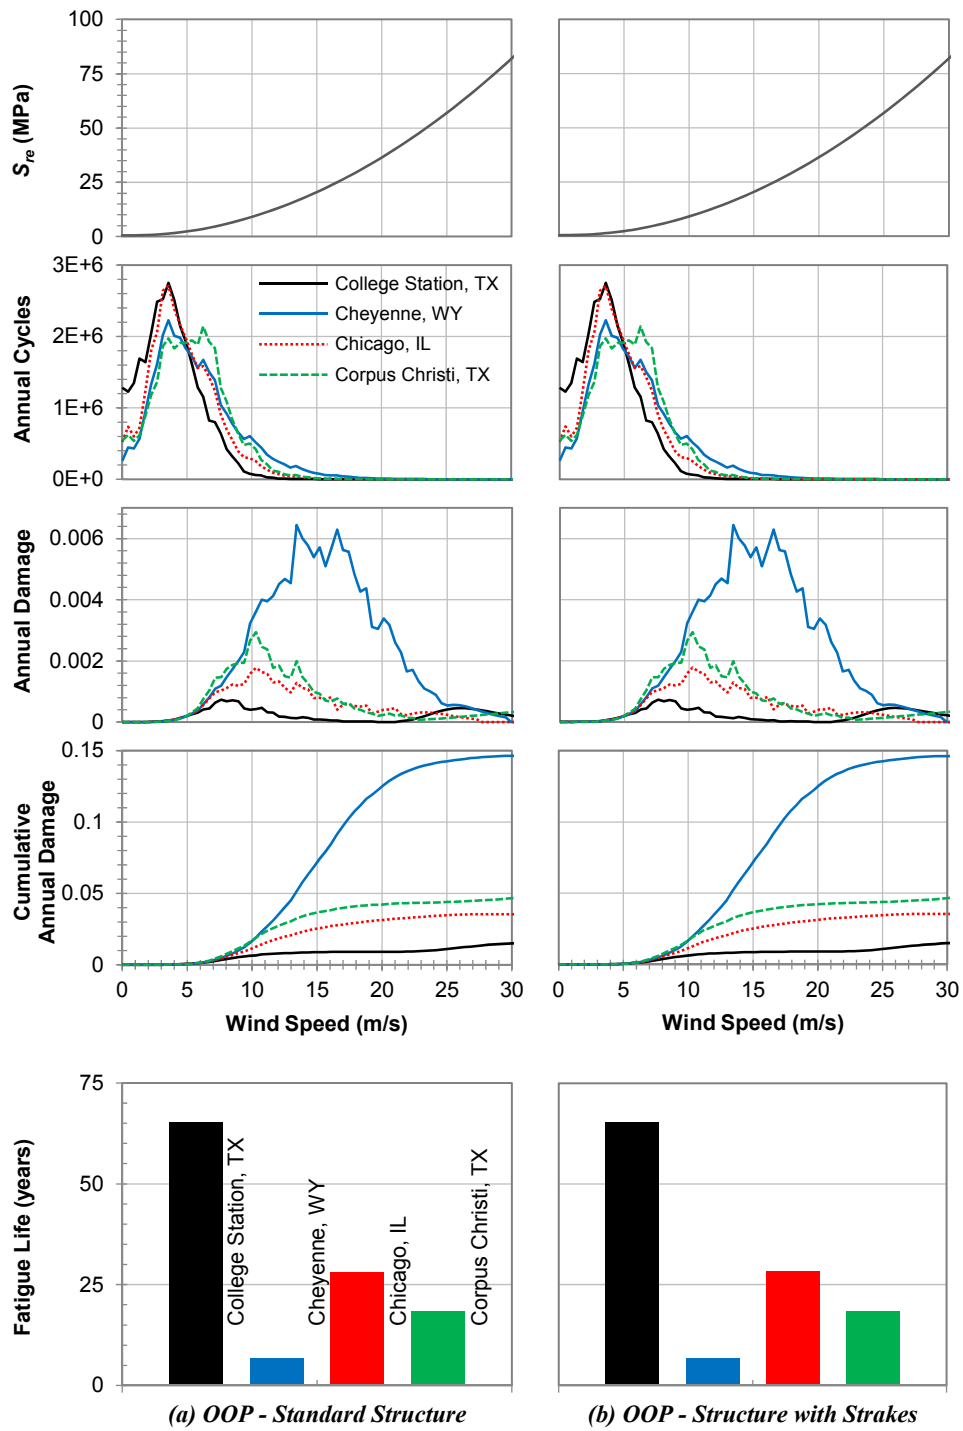 S_re (MPa)
100
75
50
25
0
Annual Cycles
3E+6
2E+6
1E+6
0E+0
College Station, TX
Cheyenne, WY
Chicago, IL
Corpus Christi, TX
Annual Damage
0.006
0.004
0.002
0
Cumulative
Annual Damage
0.15
0.1
0.05
0
0 5 10 15 20 25 30
0 5 10 15 20 25 30
Wind Speed (m/s)
Wind Speed (m/s)
Fatigue Life (years)
75
50
25
0
College Station, TX
Cheyenne, WY
Chicago, IL
Corpus Christi, TX
(a) OOP - Standard Structure
(b) OOP - Structure with Strakes